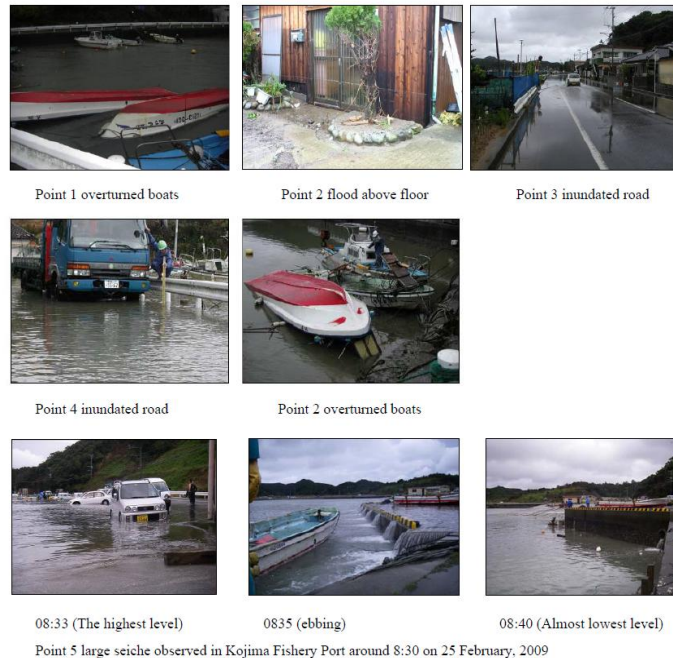 Point 1 overturned boats
Point 2 flood above floor
Point 3 inundated road
Point 4 inundated road
Point 2 overturned boats
08:33 (The highest level)
0835 (ebbing)
08:40 (Almost lowest level)
Point 5 large seiche observed in Kojima Fishery Port around 8:30 on 25 February, 2009